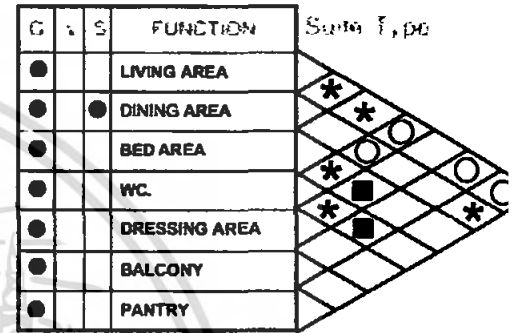 G S FUNCTION
LIVING AREA
DINING AREA
BED AREA
WC.
DRESSING AREA
BALCONY
PANTRY